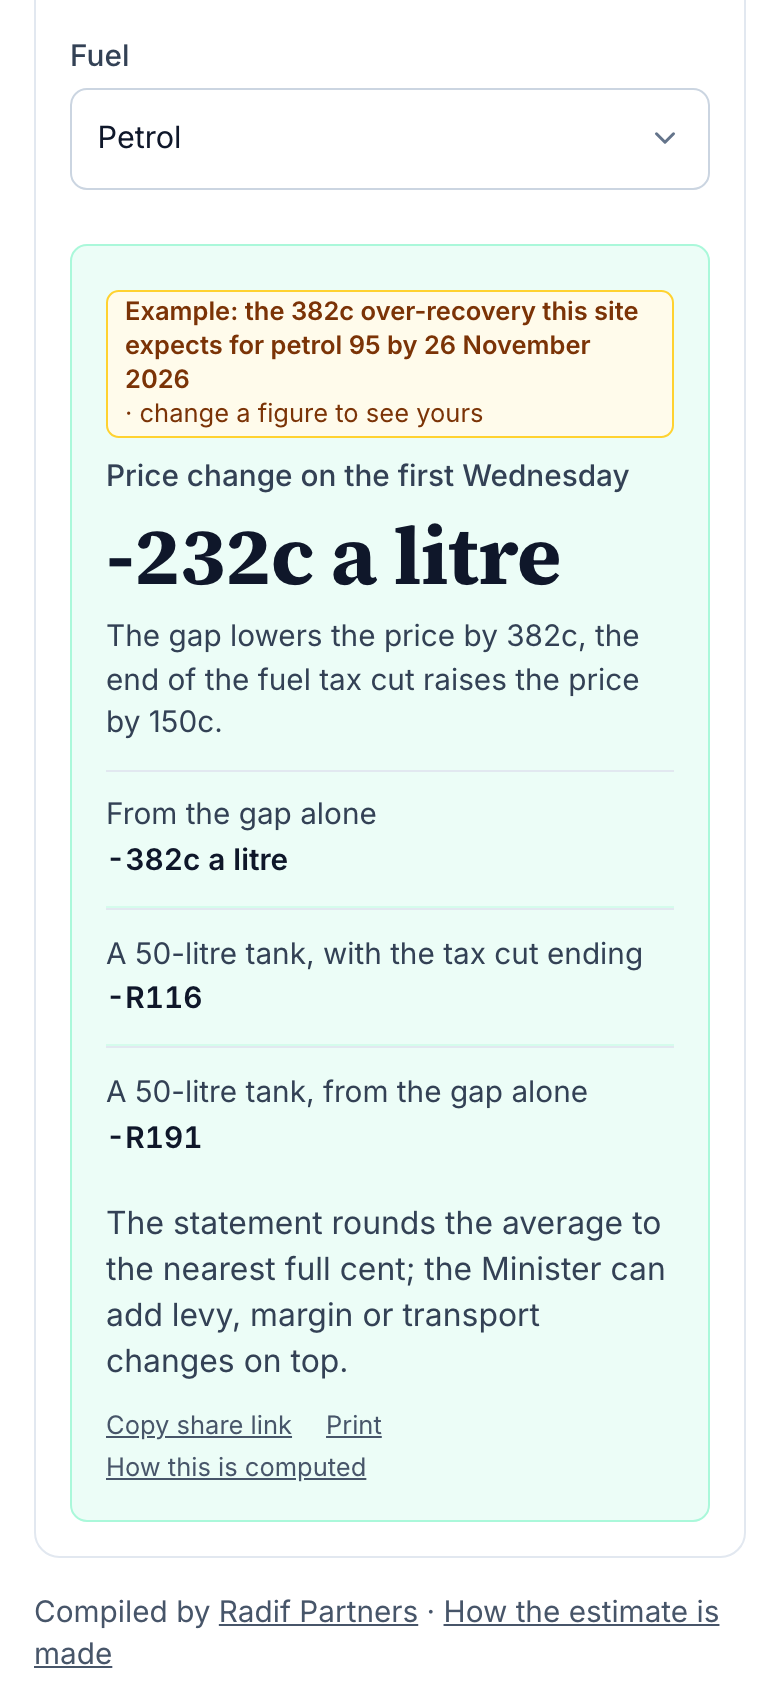 Fuel
Petrol
Example: the 382c over-recovery this site
expects for petrol 95 by 26 November
2026
· change a figure to see yours
Price change on the first Wednesday
-232c a litre
The gap lowers the price by 382c, the
end of the fuel tax cut raises the price
by 150c.
From the gap alone
-382c a litre
A 50-litre tank, with the tax cut ending
-R116
A 50-litre tank, from the gap alone
-R191
The statement rounds the average to
the nearest full cent; the Minister can
add levy, margin or transport
changes on top.
Copy share link Print
How this is computed
Compiled by Radif Partners · How the estimate is
made